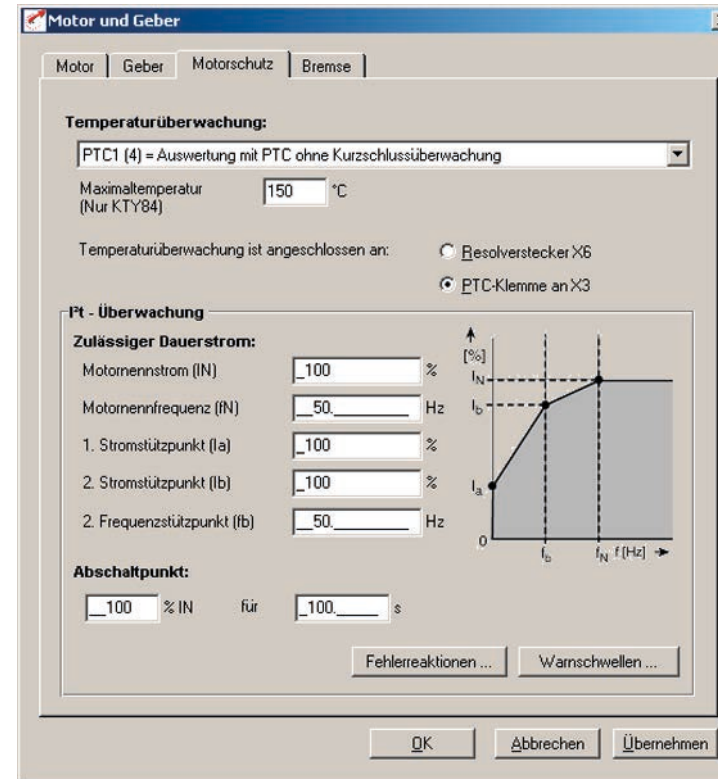 Motor und Geber
Motor Geber Motorschutz Bremse
Temperaturüberwachung:
PTC1 (4) = Auswertung mit PTC ohne Kurzschlussüberwachung
Maximaltemperatur
(Nur KTY84)
150 °C
Temperaturüberwachung ist angeschlossen an:
Resolverstecker X6
PTC-Klemme an X3
I²t - Überwachung
Zulässiger Dauerstrom:
Motornennstrom (IN) _100 %
Motornennfrequenz (fN) __50.________ Hz
1. Stromstützpunkt (Ia) _100 %
2. Stromstützpunkt (Ib) _100 %
2. Frequenzstützpunkt (fb) __50.________ Hz
[%]
IN
Ib
Ia
0
fb fN f [Hz]
Abschaltpunkt:
__100 % IN für _100._____ s
Fehlerreaktionen ... Warnschwellen ...
OK Abbrechen Übernehmen